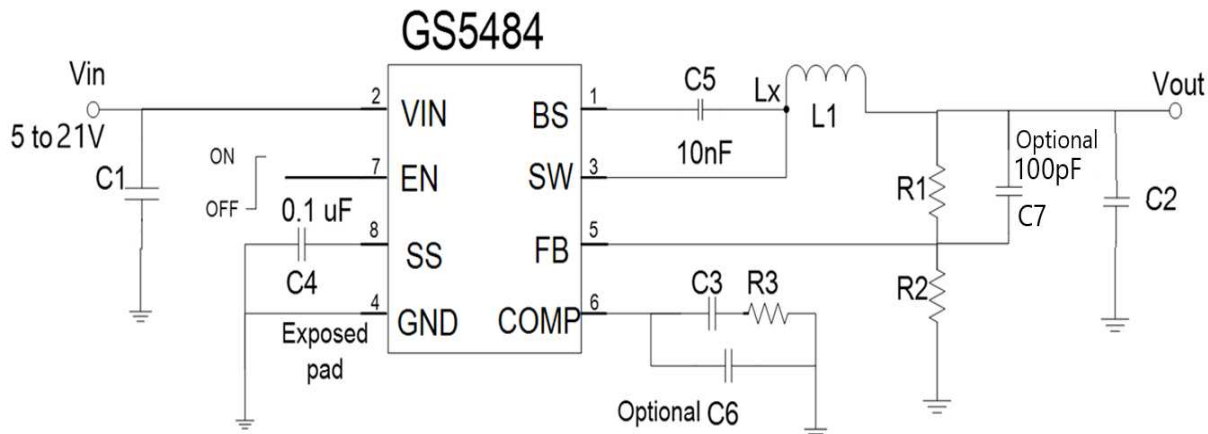 GS5484
Vin
5 to 21V
C1
ON
OFF
0.1 uF
C4
2
7
8
4
Exposed
pad
VIN
EN
SS
GND
BS
SW
FB
COMP
1
3
5
6
C5
10nF
Lx
L1
Vout
R1
Optional
100pF
C7
C2
R2
C3
R3
Optional C6